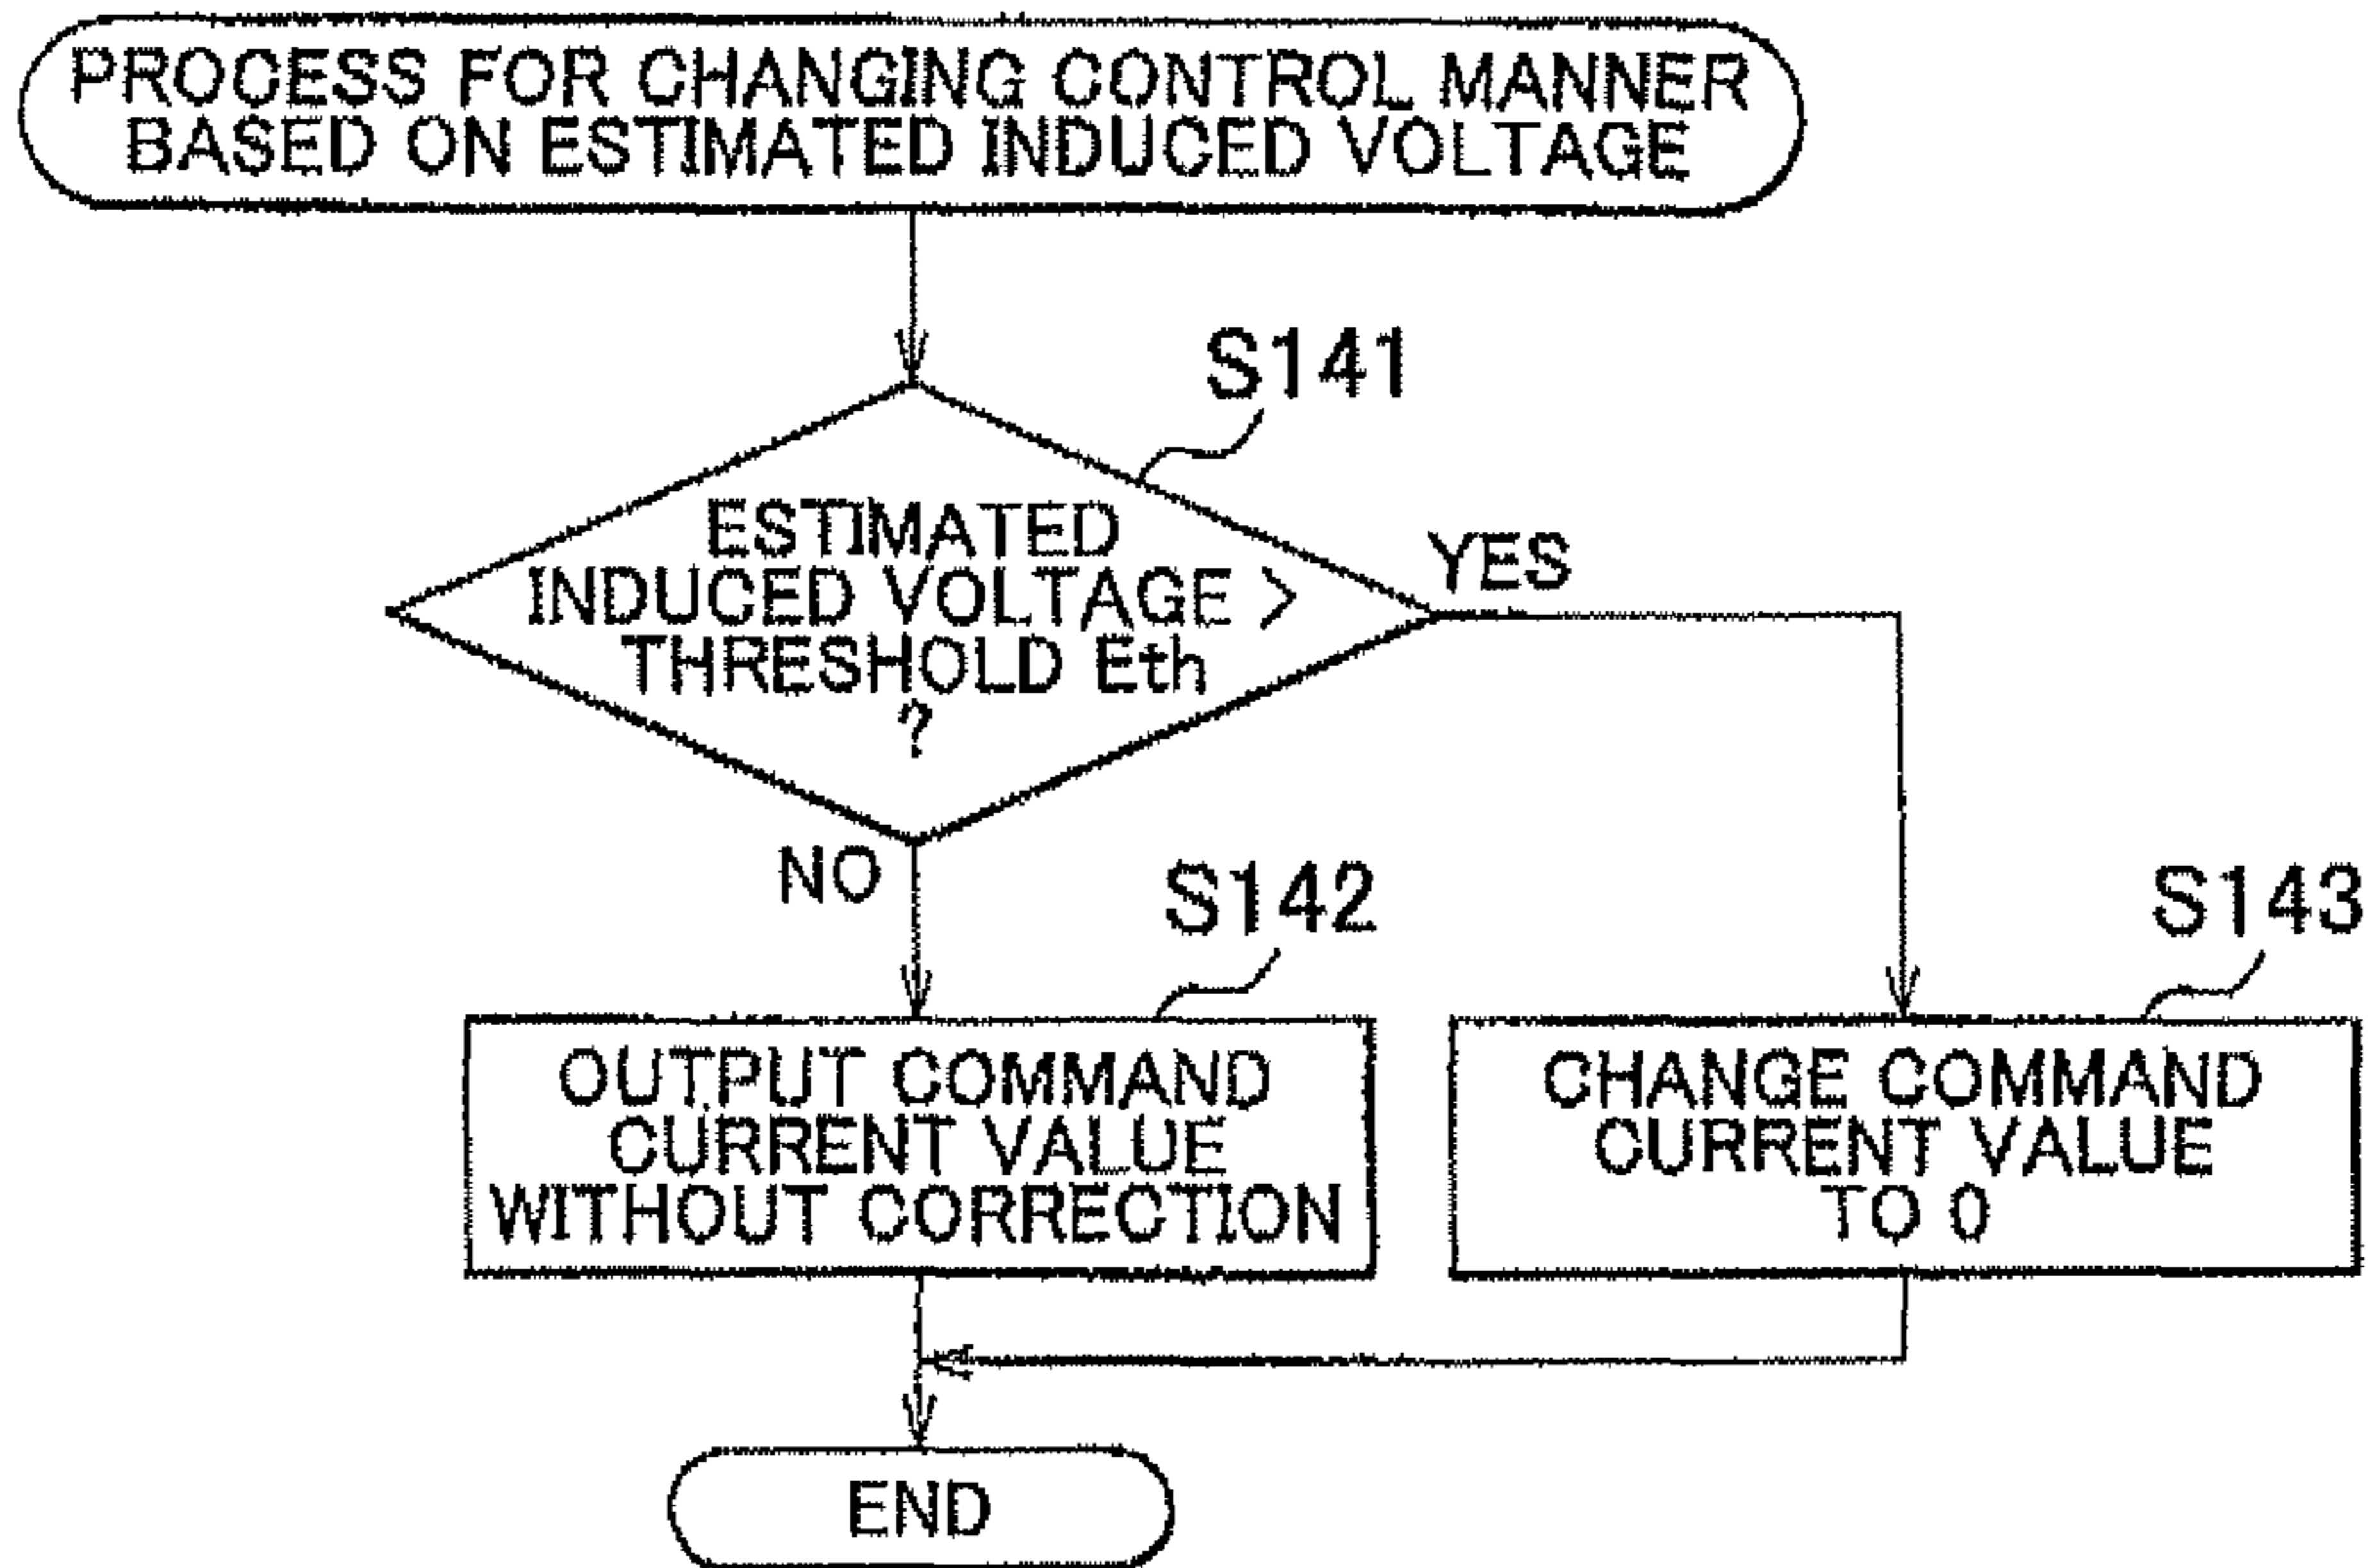 PROCESS FOR CHANGING CONTROL MANNER
BASED ON ESTIMATED INDUCED VOLTAGE
S141
ESTIMATED
INDUCED VOLTAGE >
THRESHOLD Eth
?
YES
NO
S142
OUTPUT COMMAND
CURRENT VALUE
WITHOUT CORRECTION
S143
CHANGE COMMAND
CURRENT VALUE
TO 0
END